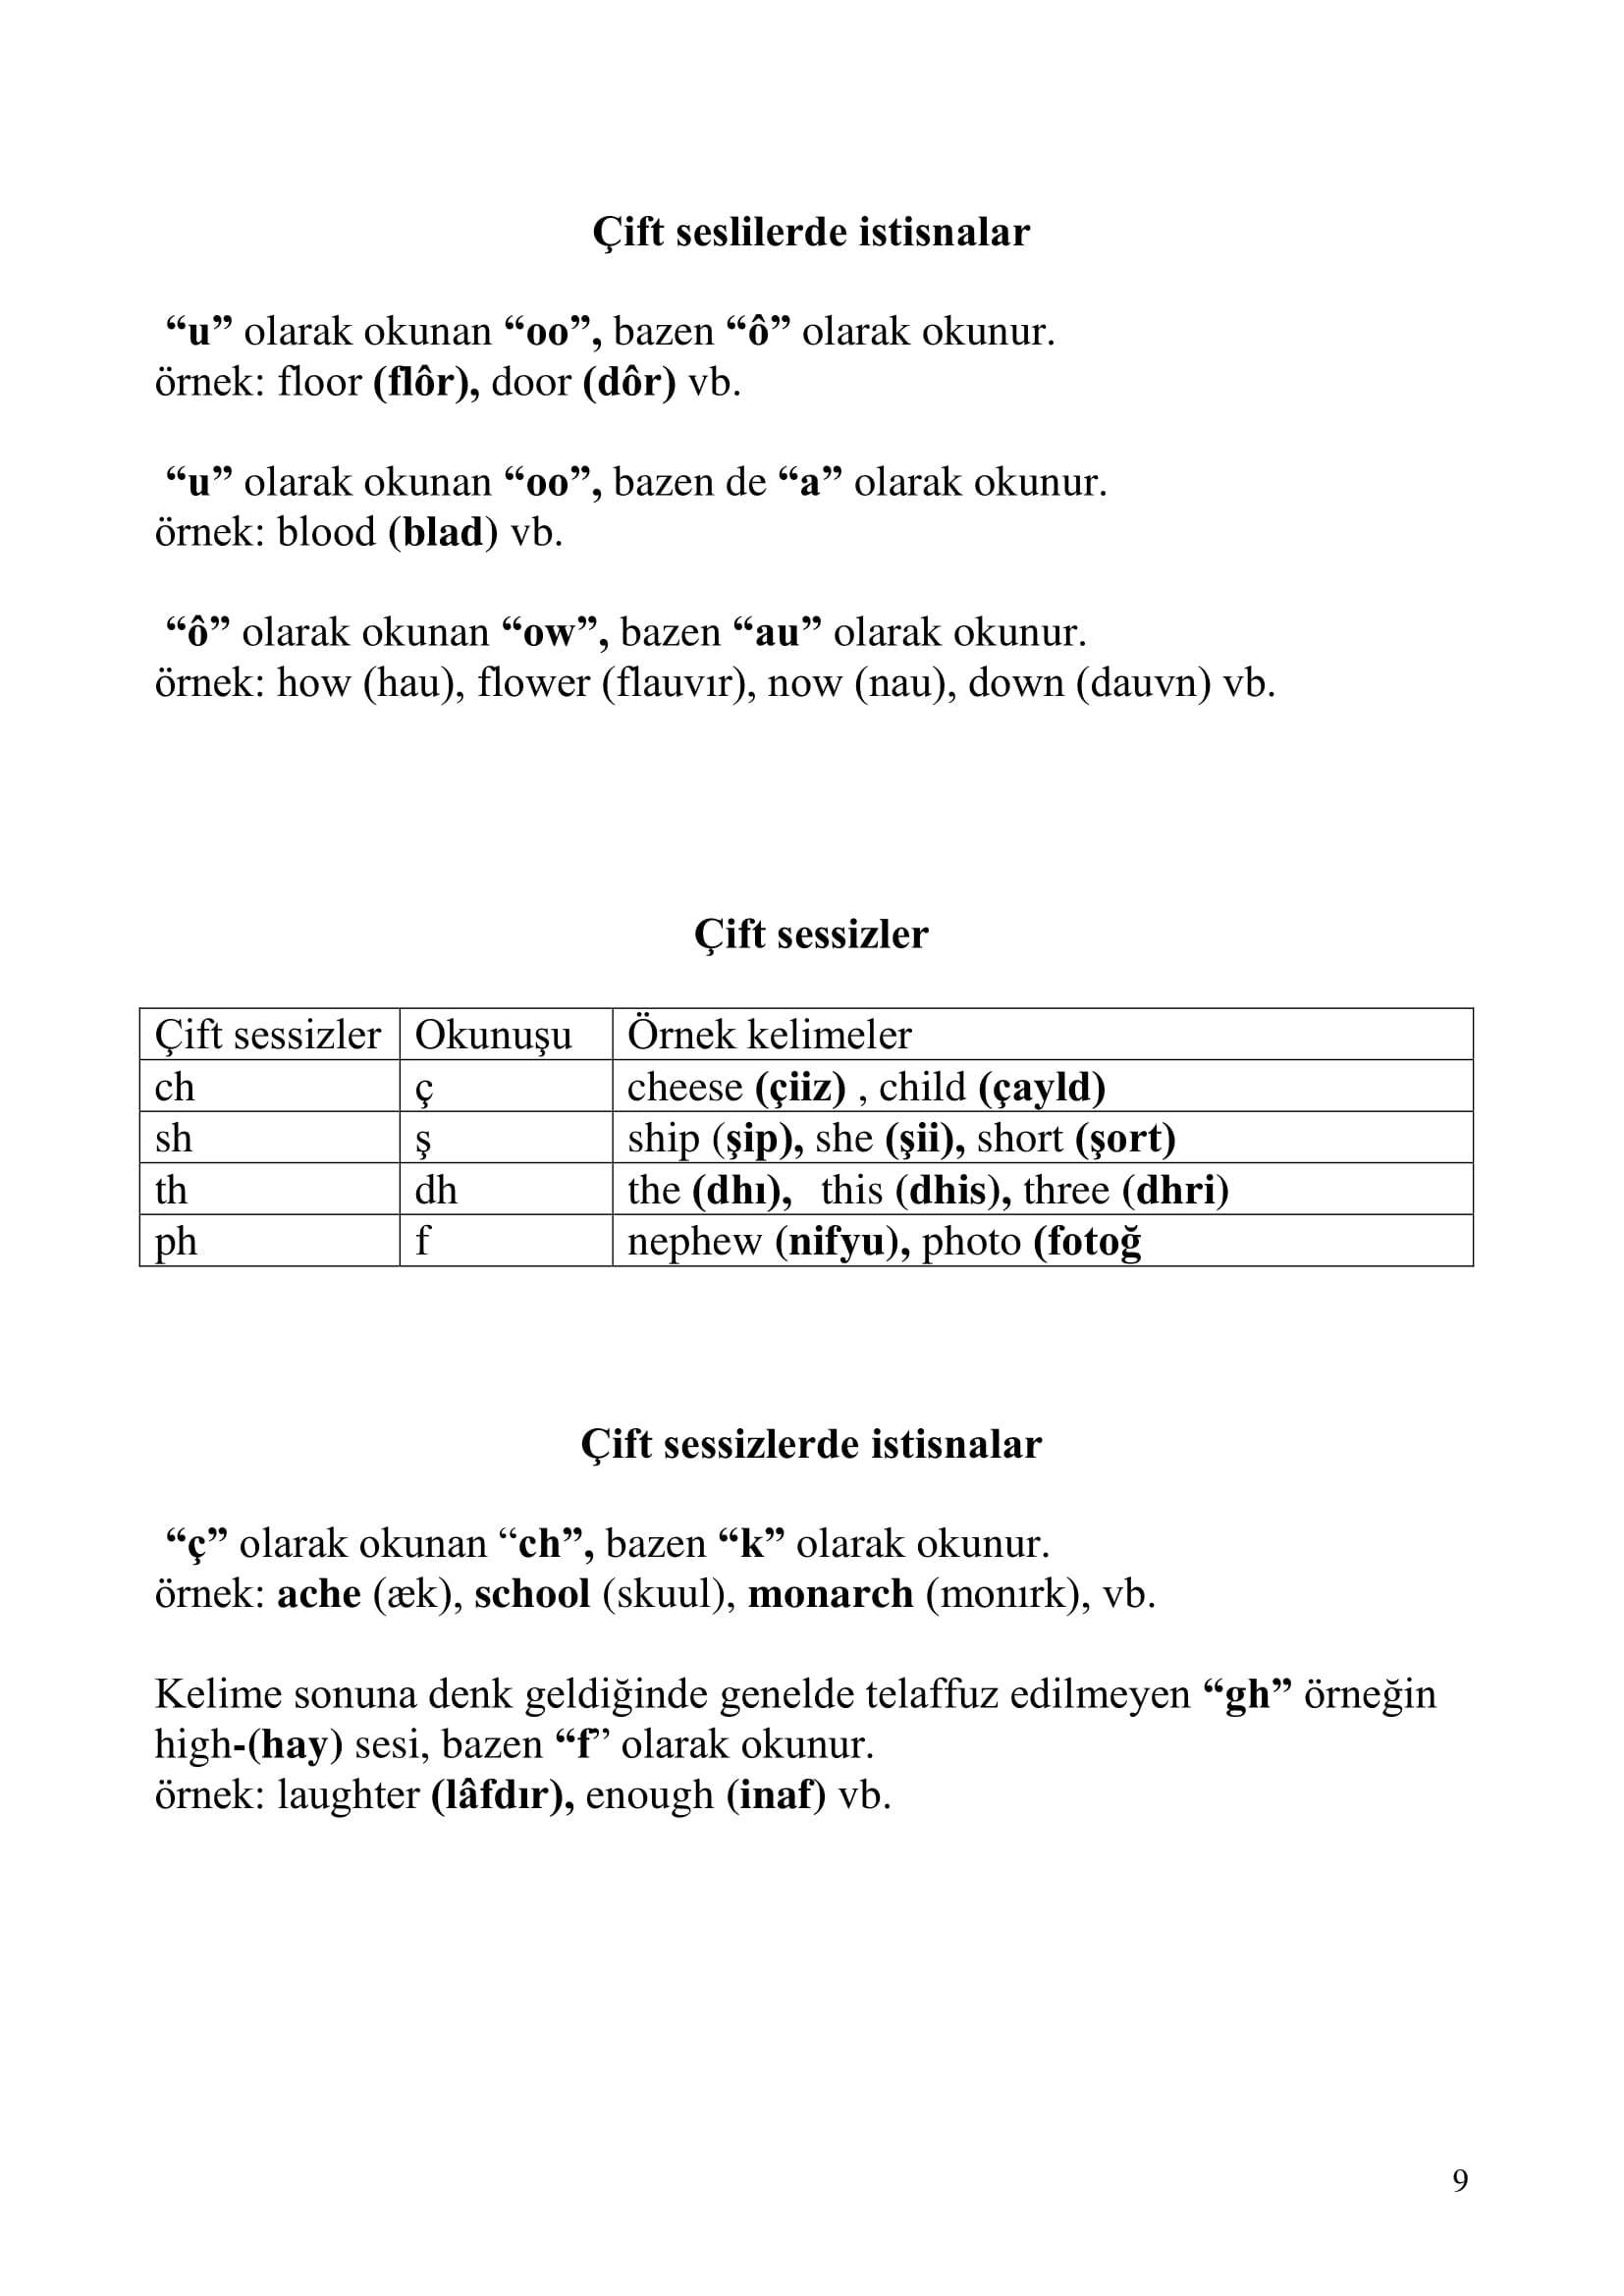 Çift seslilerde istisnalar
“u” olarak okunan “oo”, bazen “ô” olarak okunur.
örnek: floor (flôr), door (dôr) vb.
“u” olarak okunan “oo”, bazen de “a” olarak okunur.
örnek: blood (blad) vb.
“ô” olarak okunan “ow”, bazen “au” olarak okunur.
örnek: how (hau), flower (flauvır), now (nau), down (dauvn) vb.
Çift sessizler
Çift sessizler Okunuşu Örnek kelimeler
ch ç cheese (çiiz) , child (çayld)
sh ş ship (şip), she (şii), short (şort)
th dh the (dhı), this (dhis), three (dhri)
ph f nephew (nifyu), photo (fotoğ
Çift sessizlerde istisnalar
“ç” olarak okunan “ch”, bazen “k” olarak okunur.
örnek: ache (æk), school (skuul), monarch (monırk), vb.
Kelime sonuna denk geldiğinde genelde telaffuz edilmeyen “gh” örneğin
high-(hay) sesi, bazen “f” olarak okunur.
örnek: laughter (lâfdır), enough (inaf) vb.
9